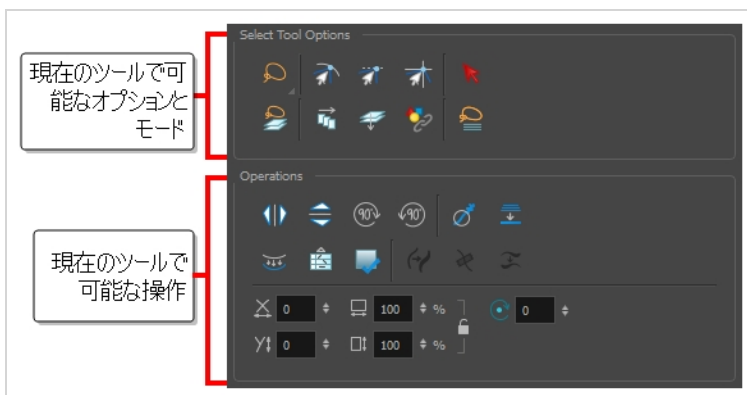 Select Tool Options
現在のツールで可
能なオプションと
モード
Operations
90° 90°
現在のツールで
可能な操作
X 0 100 % 0
Y 0 100 %